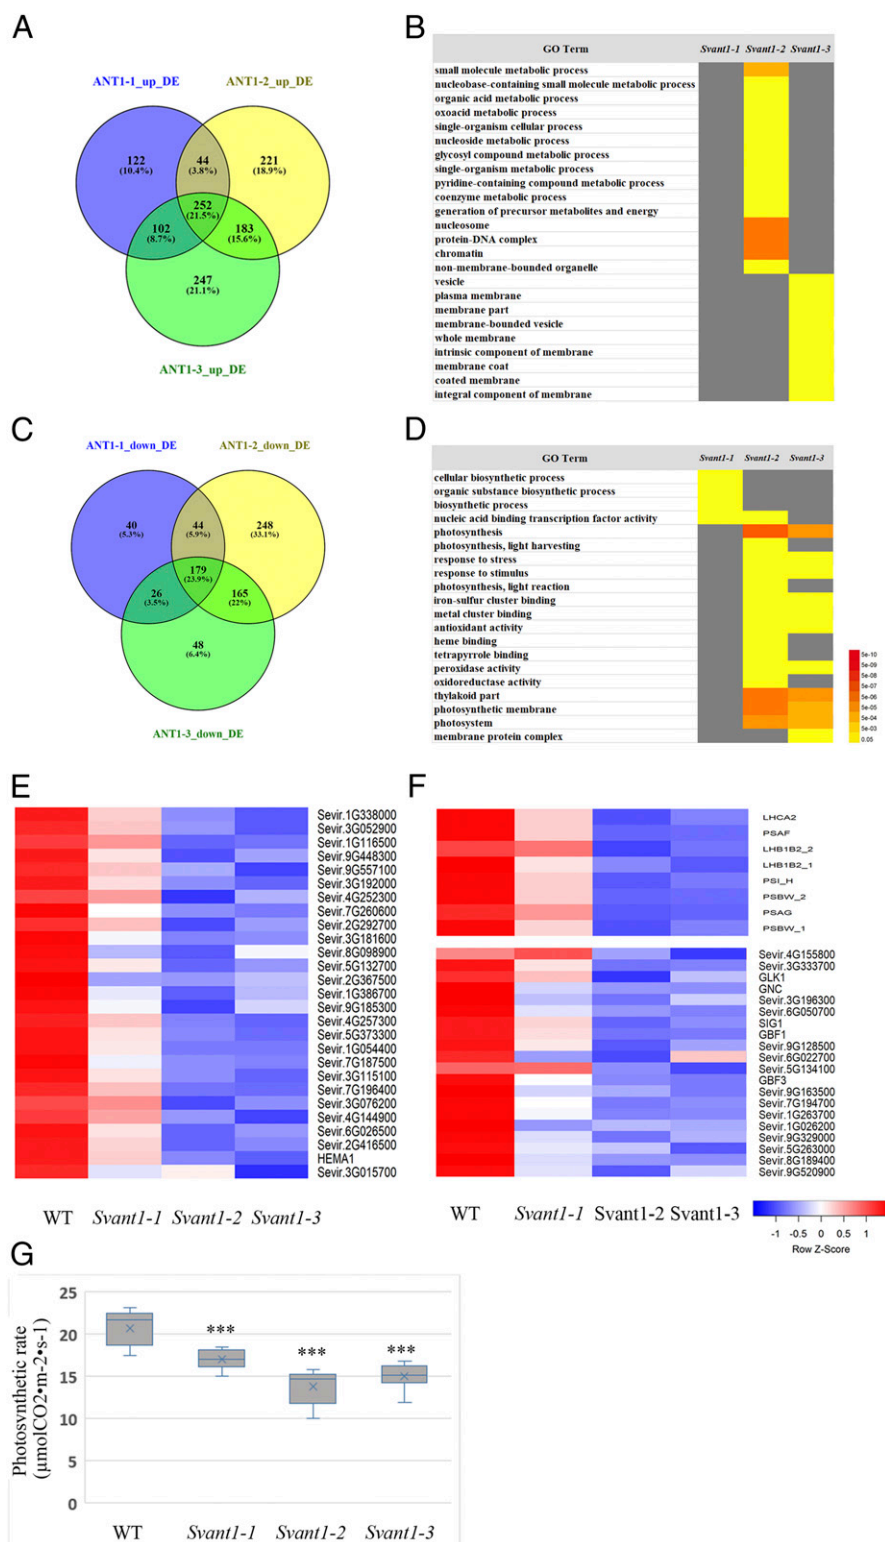 A
ANT1-1_up_DE
ANT1-2_up_DE
122
(10.4%)
44
(3.8%)
221
(18.9%)
252
(21.5%)
102
(8.7%)
183
(15.6%)
247
(21.1%)
ANT1-3_up_DE
B
GO Term Svant1-1 Svant1-2 Svant1-3
small molecule metabolic process
nucleobase-containing small molecule metabolic process
organic acid metabolic process
oxoacid metabolic process
single-organism cellular process
nucleoside metabolic process
glycosyl compound metabolic process
single-organism metabolic process
pyridine-containing compound metabolic process
coenzyme metabolic process
generation of precursor metabolites and energy
nucleosome
protein-DNA complex
chromatin
non-membrane-bounded organelle
vesicle
plasma membrane
membrane part
membrane-bounded vesicle
whole membrane
intrinsic component of membrane
membrane coat
coated membrane
integral component of membrane
C
ANT1-1_down_DE
ANT1-2_down_DE
40
(5.3%)
44
(5.9%)
248
(33.1%)
179
(23.9%)
26
(3.5%)
165
(22%)
48
(6.4%)
ANT1-3_down_DE
D
GO Term Svant1-1 Svant1-2 Svant1-3
cellular biosynthetic process
organic substance biosynthetic process
biosynthetic process
nucleic acid binding transcription factor activity
photosynthesis
photosynthesis, light harvesting
response to stress
response to stimulus
photosynthesis, light reaction
iron-sulfur cluster binding
metal cluster binding
antioxidant activity
heme binding
tetrapyrrole binding
peroxidase activity
oxidoreductase activity
thylakoid part
photosynthetic membrane
photosystem
membrane protein complex
5e-10
5e-09
5e-08
5e-07
5e-06
5e-05
5e-04
5e-03
0.05
E
Sevir.1G338000
Sevir.3G052900
Sevir.1G116500
Sevir.9G448300
Sevir.9G557100
Sevir.3G192000
Sevir.4G252300
Sevir.7G260600
Sevir.2G292700
Sevir.3G181600
Sevir.8G098900
Sevir.5G132700
Sevir.2G367500
Sevir.1G386700
Sevir.9G185300
Sevir.4G257300
Sevir.5G373300
Sevir.1G054400
Sevir.7G187500
Sevir.3G115100
Sevir.7G196400
Sevir.3G076200
Sevir.4G144900
Sevir.6G026500
Sevir.2G416500
HEMA1
Sevir.3G015700
WT Svant1-1 Svant1-2 Svant1-3
F
LHCA2
PSAF
LHB1B2_2
LHB1B2_1
PSI_H
PSBW_2
PSAG
PSBW_1
Sevir.4G155800
Sevir.3G333700
GLK1
GNC
Sevir.3G196300
Sevir.6G050700
SIG1
GBF1
Sevir.9G128500
Sevir.6G022700
Sevir.5G134100
GBF3
Sevir.9G163500
Sevir.7G194700
Sevir.1G263700
Sevir.1G026200
Sevir.9G329000
Sevir.5G263000
Sevir.8G189400
Sevir.9G520900
WT Svant1-1 Svant1-2 Svant1-3
-1 -0.5 0 0.5 1
Row Z-Score
G
Photosynthetic rate
(µmolCO2•m-2•s-1)
25
20
15
10
5
0
***
***
***
WT Svant1-1 Svant1-2 Svant1-3